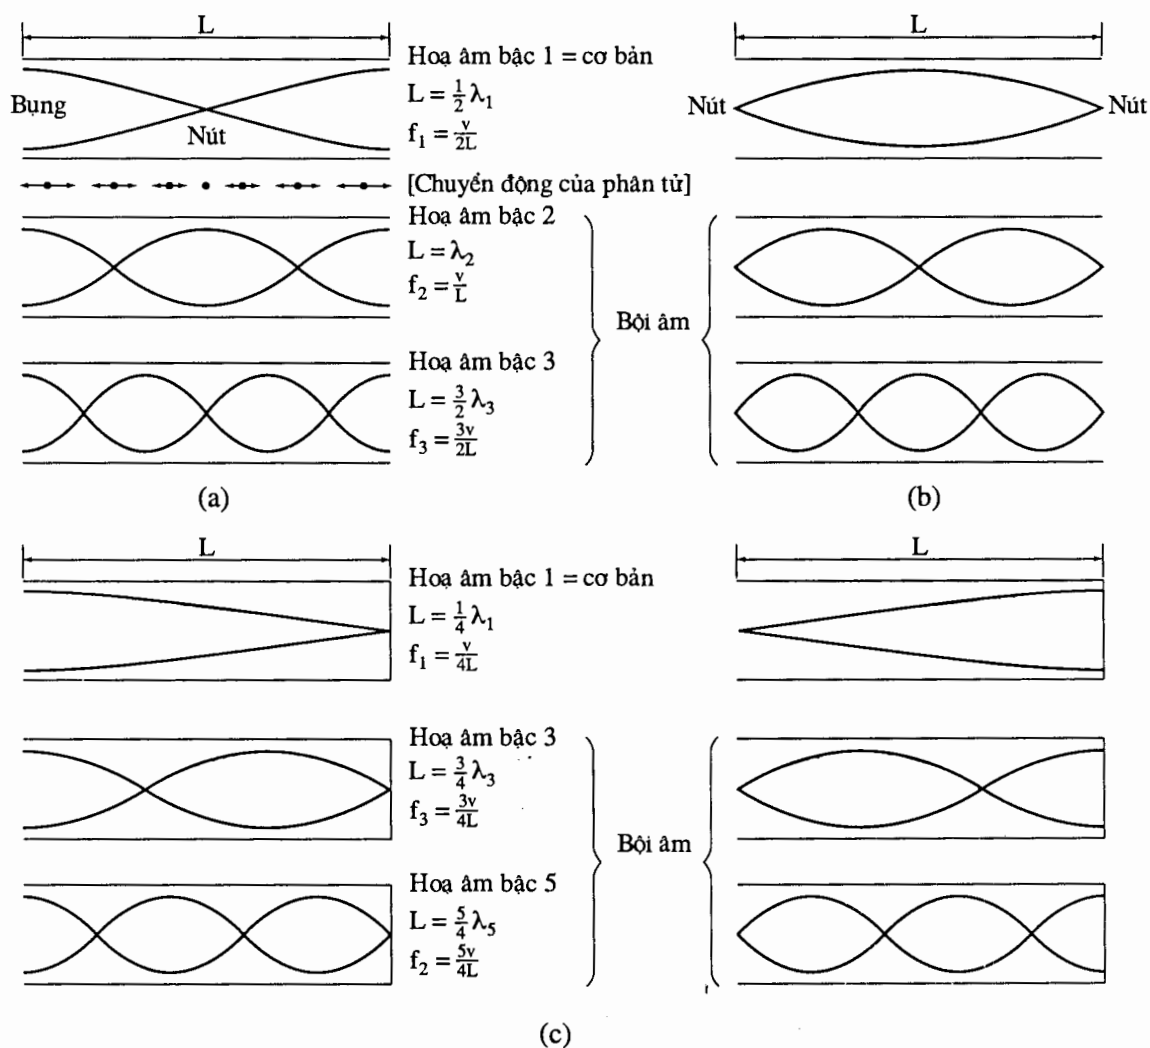 L
Hoạ âm bậc 1 = cơ bản
L = 1/2 λ₁
f₁ = v/2L
Bụng
Nút
[Chuyển động của phân tử]
Hoạ âm bậc 2
L = λ₂
f₂ = v/L
Hoạ âm bậc 3
L = 3/2 λ₃
f₃ = 3v/2L
(a)
Bội âm
L
Nút
Nút
(b)
L
Hoạ âm bậc 1 = cơ bản
L = 1/4 λ₁
f₁ = v/4L
Hoạ âm bậc 3
L = 3/4 λ₃
f₃ = 3v/4L
Hoạ âm bậc 5
L = 5/4 λ₅
f₂ = 5v/4L
Bội âm
L
(c)